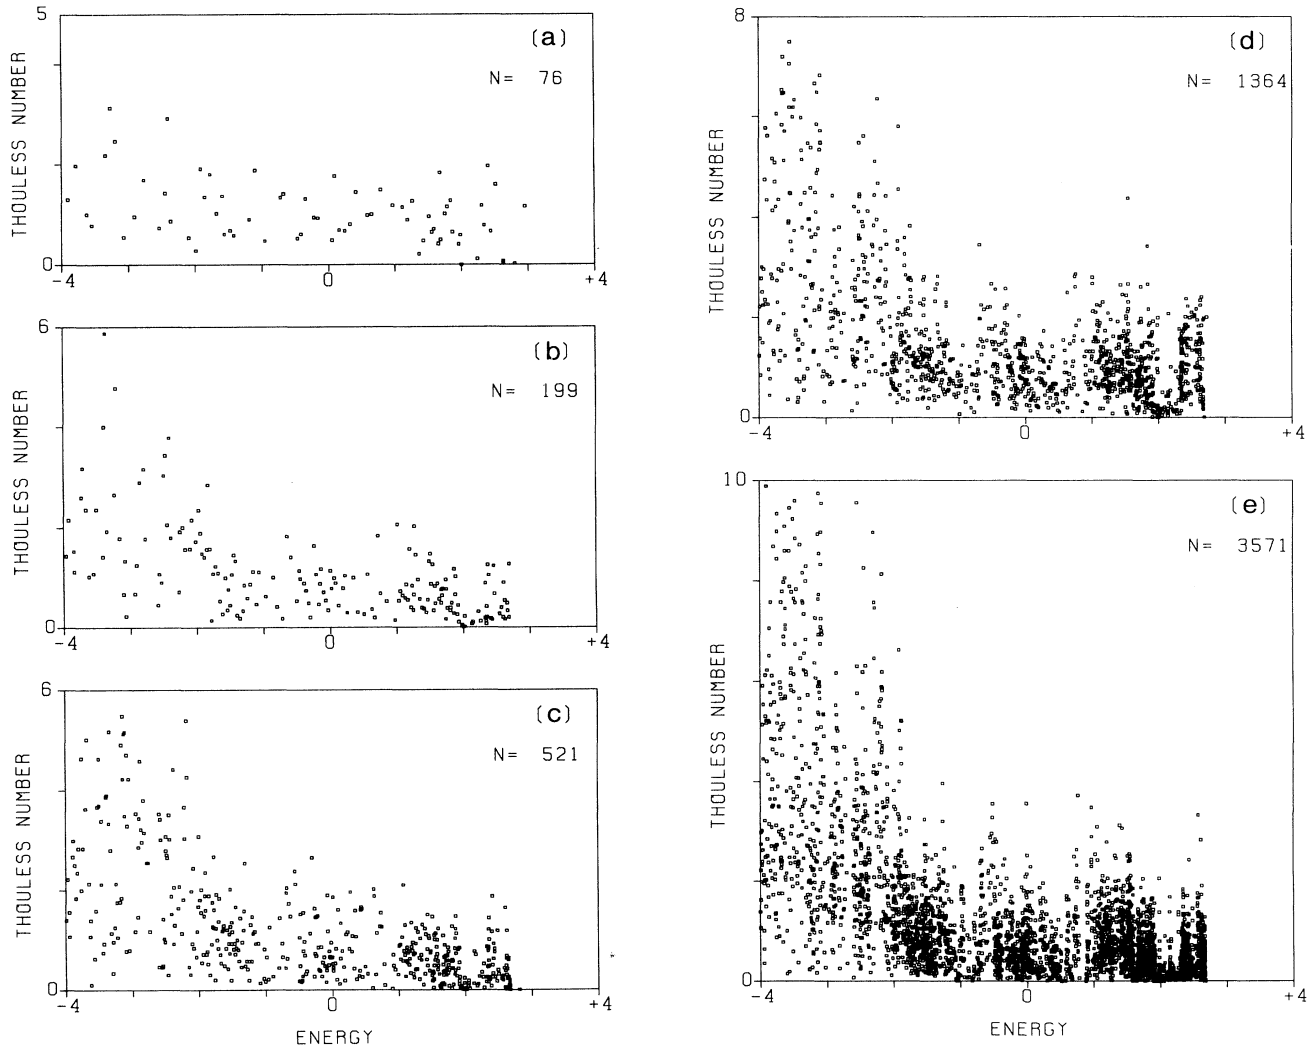 5
(a)
N= 76
THOULESS NUMBER
0
-4
0
+4
6
(b)
N= 199
THOULESS NUMBER
0
-4
0
+4
6
(c)
N= 521
THOULESS NUMBER
0
-4
0
+4
ENERGY
8
(d)
N= 1364
THOULESS NUMBER
0
-4
0
+4
10
(e)
N= 3571
THOULESS NUMBER
0
-4
0
+4
ENERGY